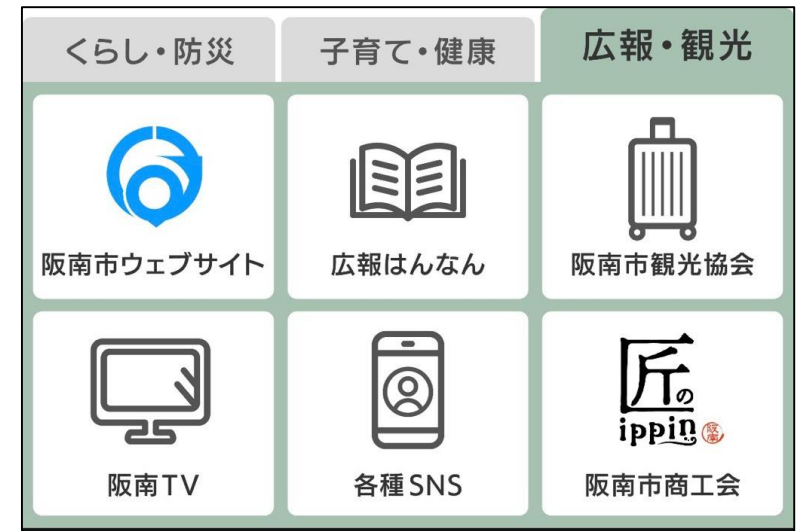 くらし・防災
子育て・健康
広報・観光
阪南市ウェブサイト
広報はんなん
阪南市観光協会
阪南TV
各種SNS
匠の
ippin
阪南
阪南市商工会